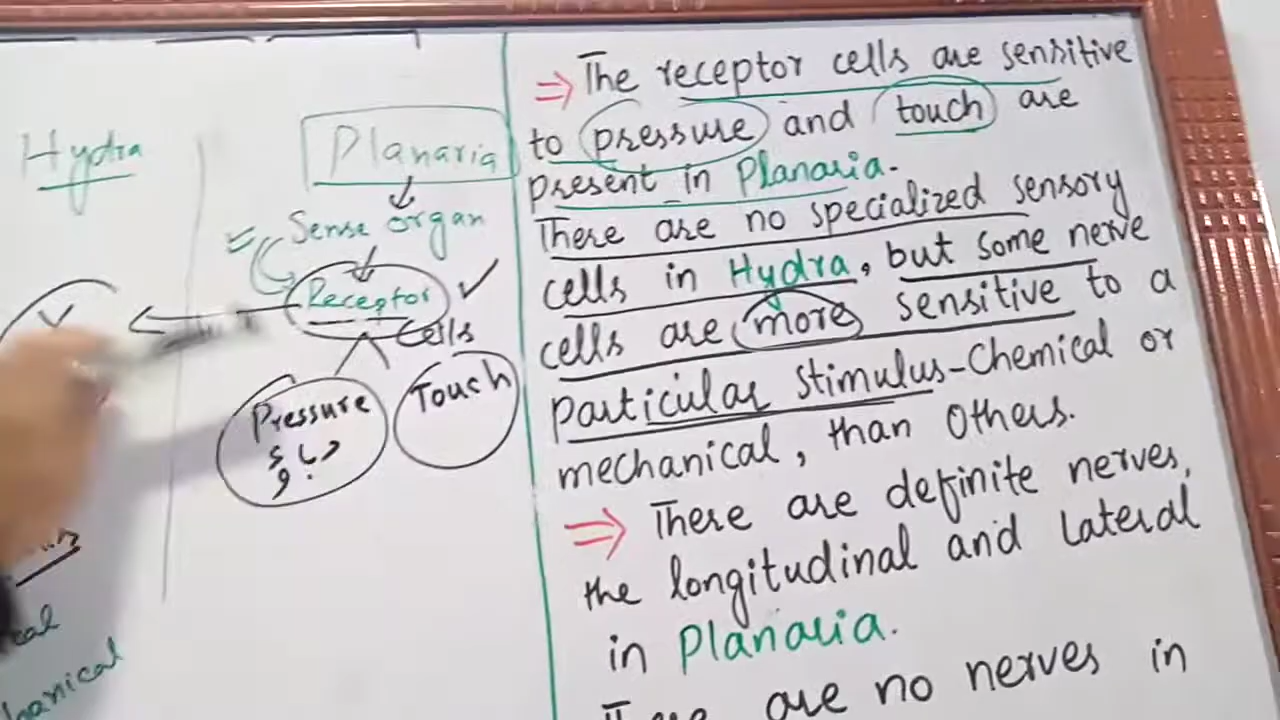 Hydra
Planaria
Sense organ
Receptor
cells
Pressure
دباؤ
Touch
chanical
⇒ The receptor cells are sensitive
to pressure and touch are
present in Planaria.
There are no specialized sensory
cells in Hydra, but some nerve
cells are more sensitive to a
particular stimulus-Chemical or
mechanical, than others.
⇒ There are definite nerves,
the longitudinal and lateral
in Planaria.
There are no nerves in